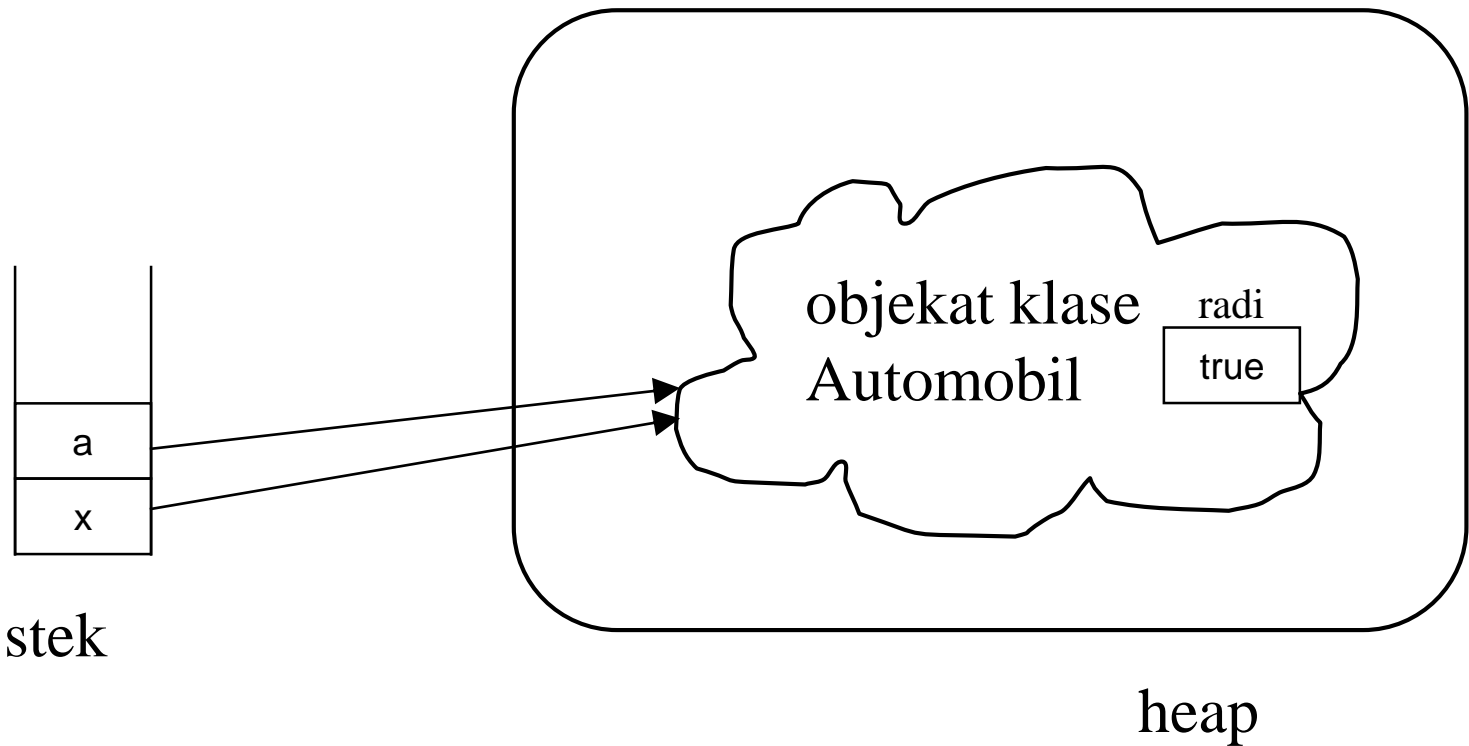 objekat klase
Automobil
radi
true
a
x
stek
heap